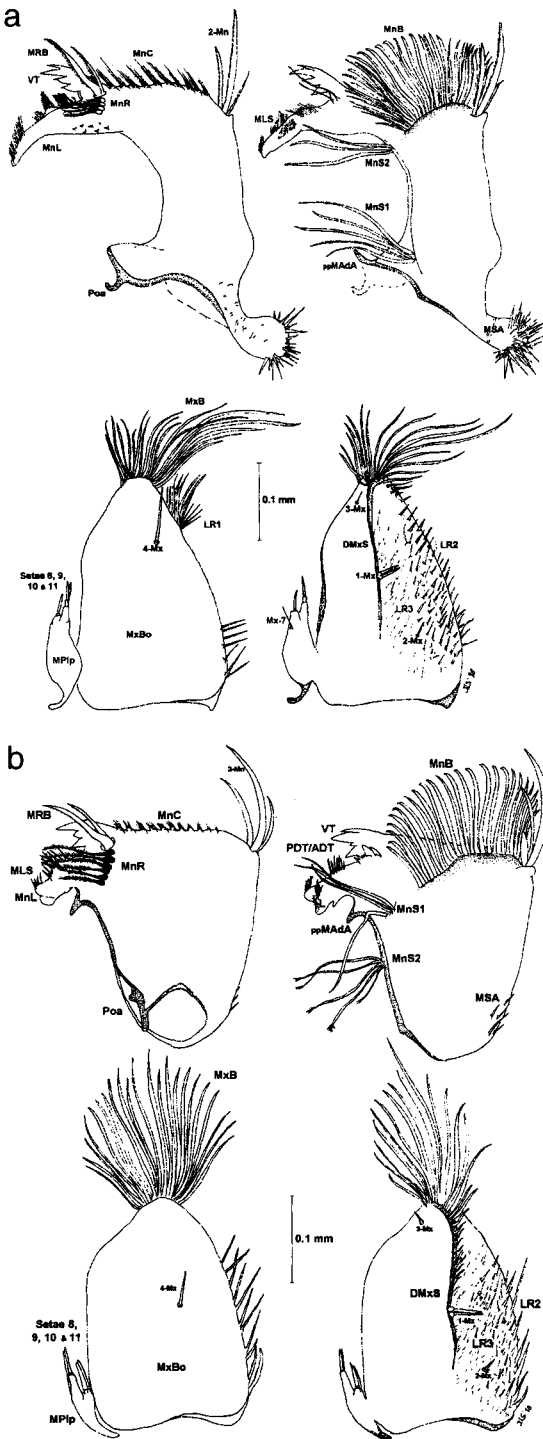 a
MRB
VT
MnC
MnR
2-Mn
MnL
Poa
MnB
MLS
MnS2
MnS1
ppMAdA
MSA
MxB
LR1
4-Mx
0.1 mm
Setae 8, 9,
10 & 11
MxBo
MPlp
3-Mx
DMxS
LR2
1-Mx
LR3
2-Mx
Mx-7
b
2-Mn
MRB
MnC
MnR
MLS
MnL
Poa
MnB
VT
PDT/ADT
MnS1
ppMAdA
MnS2
MSA
MxB
4-Mx
0.1 mm
Setae 8,
9, 10 & 11
MxBo
MPlp
3-Mx
DMxS
LR2
1-Mx
LR3
2-Mx